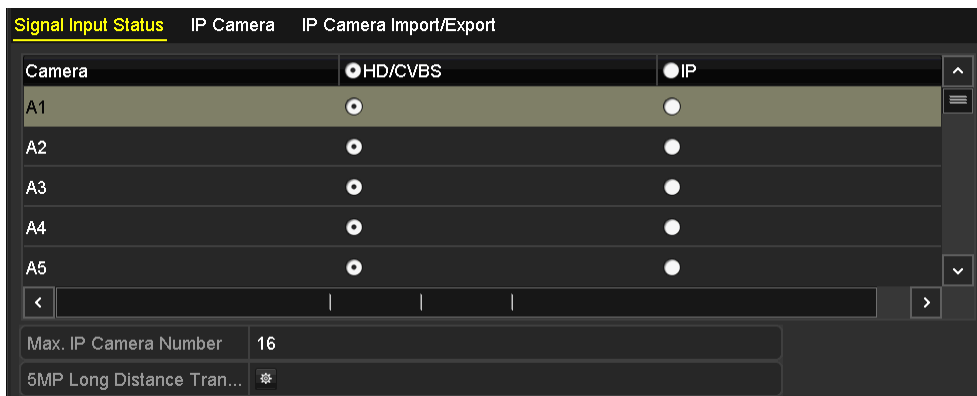 Signal Input Status IP Camera IP Camera Import/Export
Camera HD/CVBS IP
A1
A2
A3
A4
A5
Max. IP Camera Number 16
5MP Long Distance Tran...